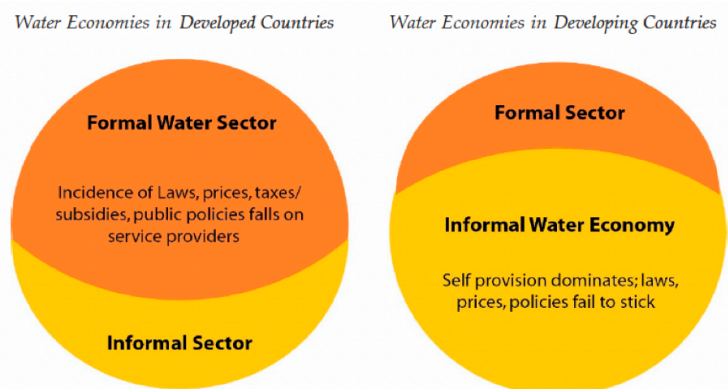 Water Economies in Developed Countries
Formal Water Sector
Incidence of Laws, prices, taxes/
subsidies, public policies falls on
service providers
Informal Sector
Water Economies in Developing Countries
Formal Sector
Informal Water Economy
Self provision dominates; laws,
prices, policies fail to stick